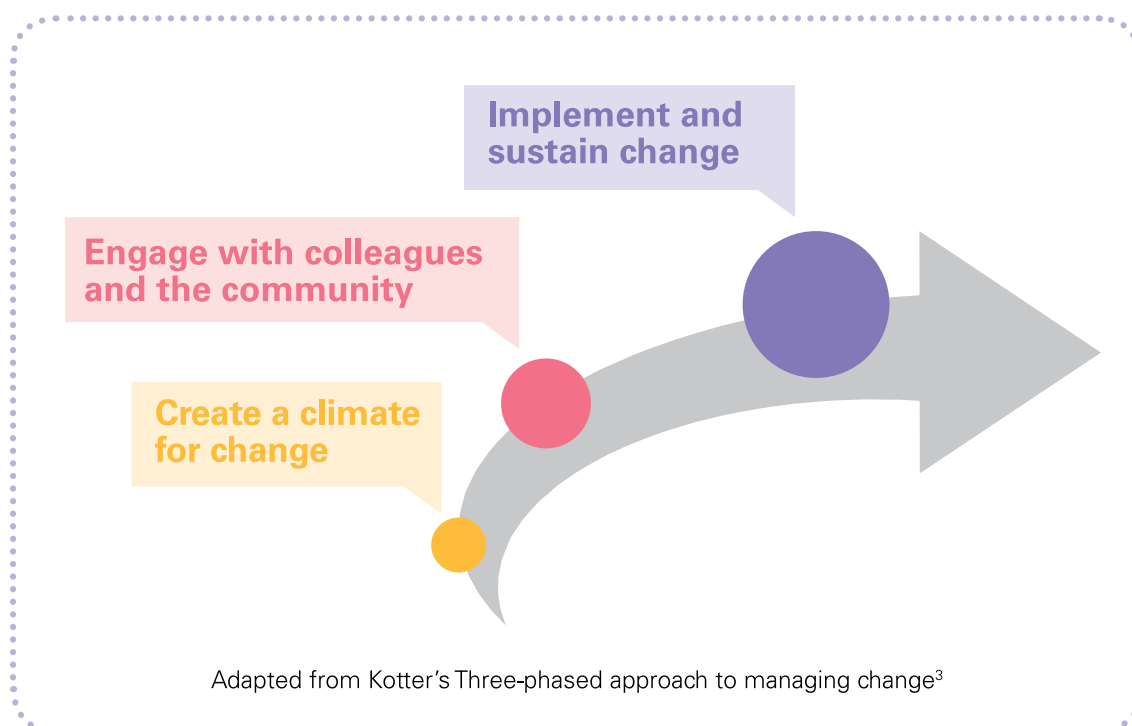 Implement and
sustain change
Engage with colleagues
and the community
Create a climate
for change
Adapted from Kotter’s Three-phased approach to managing change³